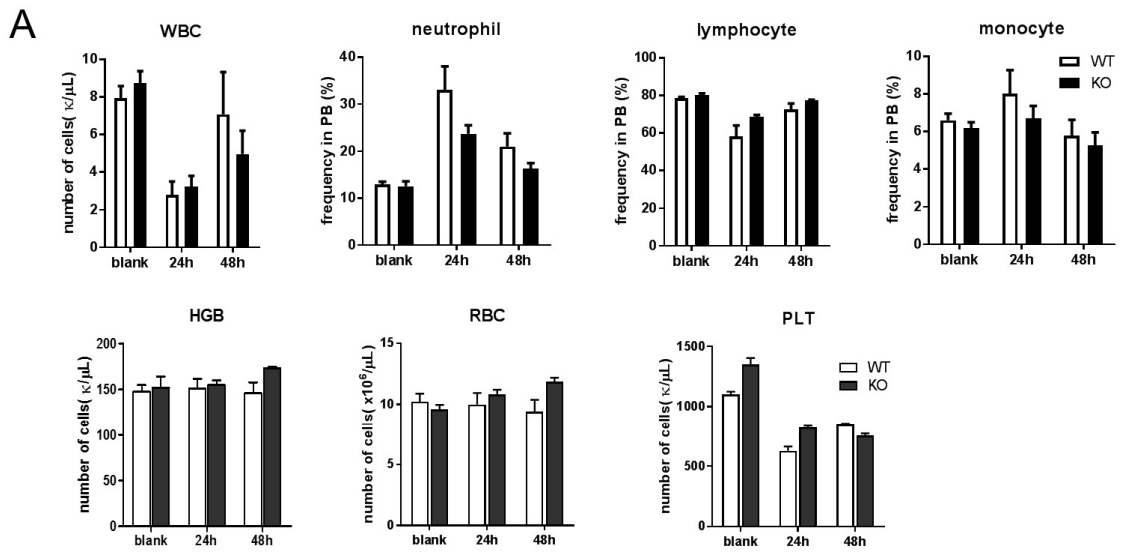 A
WBC
number of cells( κ/μL)
10
8
6
4
2
0
blank 24h 48h
neutrophil
frequency in PB (%)
40
30
20
10
0
blank 24h 48h
lymphocyte
frequency in PB (%)
100
80
60
40
20
0
blank 24h 48h
monocyte
frequency in PB (%)
10
8
6
4
2
0
blank 24h 48h
WT
KO
HGB
number of cells( κ/μL)
200
150
100
50
0
blank 24h 48h
RBC
number of cells( x10⁶/μL)
15
10
5
0
blank 24h 48h
PLT
number of cells( κ/μL)
1500
1000
500
0
blank 24h 48h
WT
KO